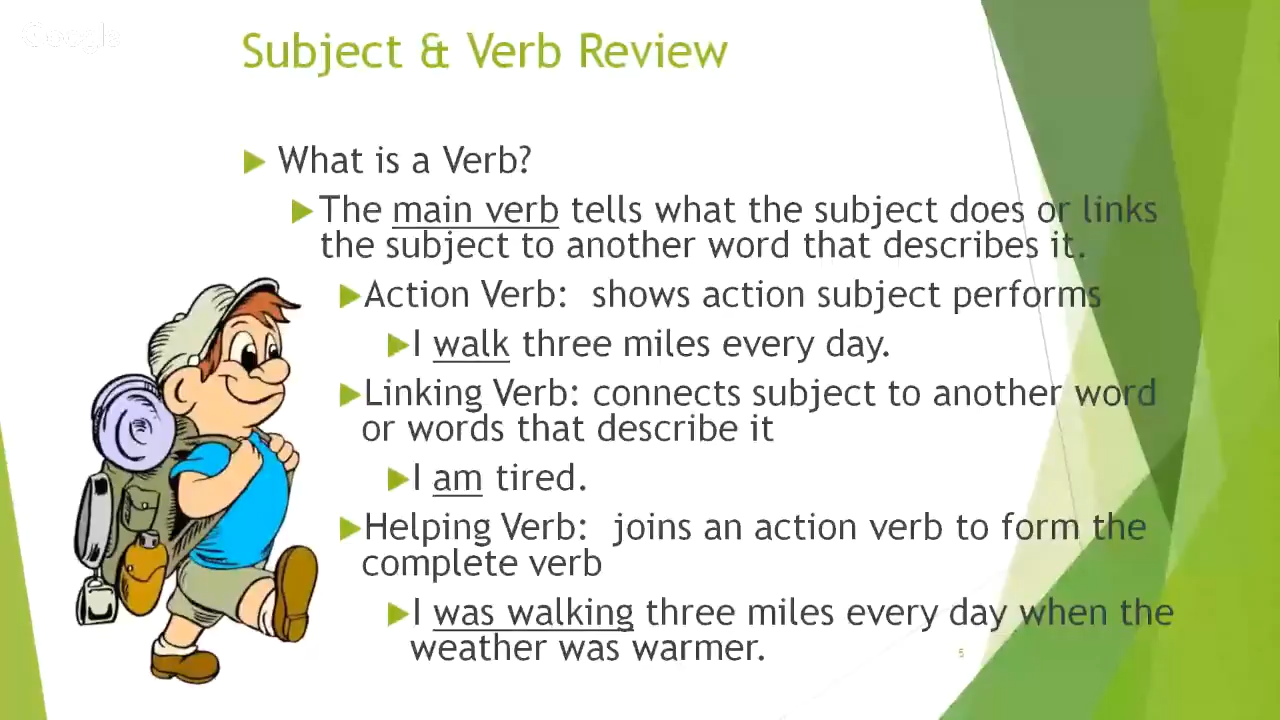 Google
Subject & Verb Review
What is a Verb?
The main verb tells what the subject does or links
the subject to another word that describes it.
Action Verb: shows action subject performs
I walk three miles every day.
Linking Verb: connects subject to another word
or words that describe it
I am tired.
Helping Verb: joins an action verb to form the
complete verb
I was walking three miles every day when the
weather was warmer.
5